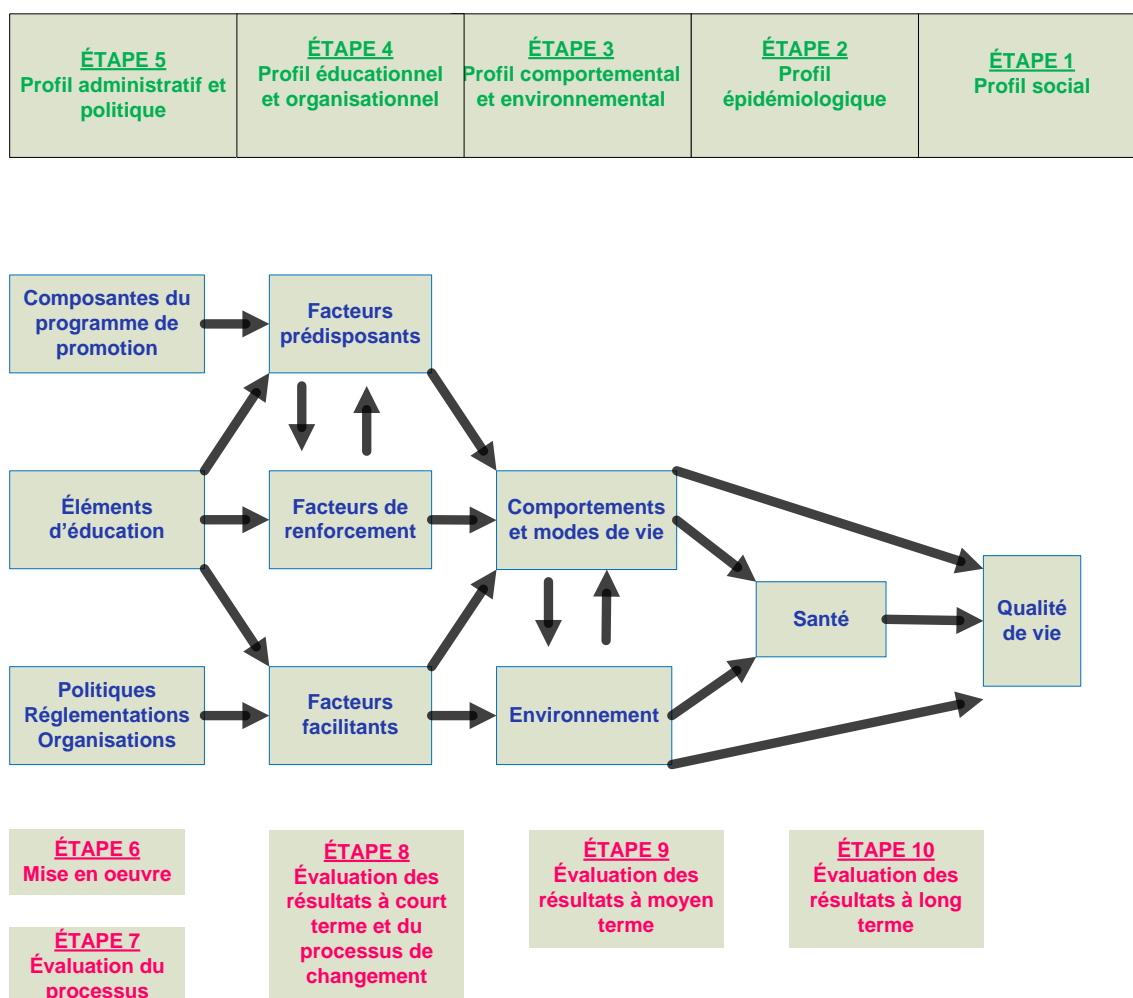 ÉTAPE 5
Profil administratif et
politique
ÉTAPE 4
Profil éducationnel
et organisationnel
ÉTAPE 3
Profil comportemental
et environnemental
ÉTAPE 2
Profil
épidémiologique
ÉTAPE 1
Profil social
Composantes du
programme de
promotion
Facteurs
prédisposants
Éléments
d'éducation
Facteurs de
renforcement
Comportements
et modes de vie
Santé
Qualité
de vie
Politiques
Réglementations
Organisations
Facteurs
facilitants
Environnement
ÉTAPE 6
Mise en oeuvre
ÉTAPE 7
Évaluation du
processus
ÉTAPE 8
Évaluation des
résultats à court
terme et du
processus de
changement
ÉTAPE 9
Évaluation des
résultats à moyen
terme
ÉTAPE 10
Évaluation des
résultats à long
terme